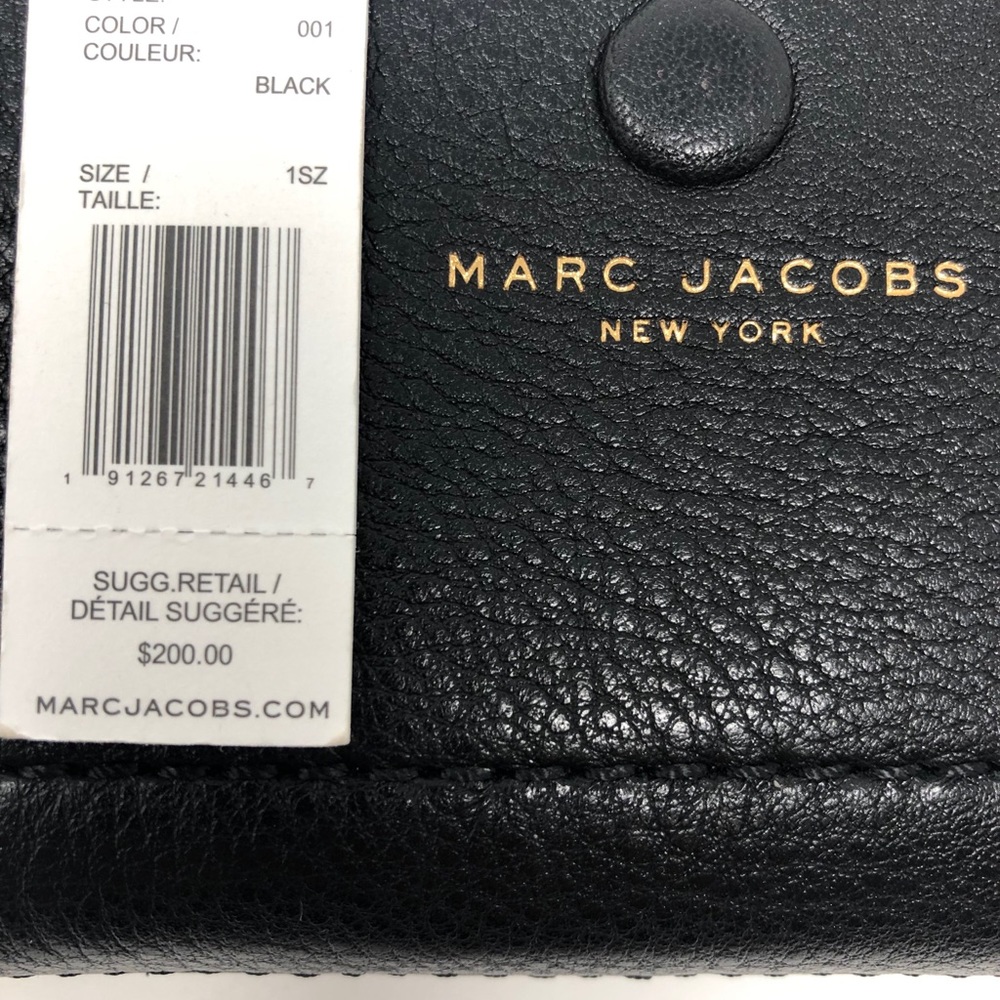 STYLE:
COLOR / 001
COULEUR:
BLACK
SIZE / 1SZ
TAILLE:
1 91267 21446 7
SUGG.RETAIL /
DÉTAIL SUGGÉRÉ:
$200.00
MARCJACOBS.COM
MARC JACOBS
NEW YORK